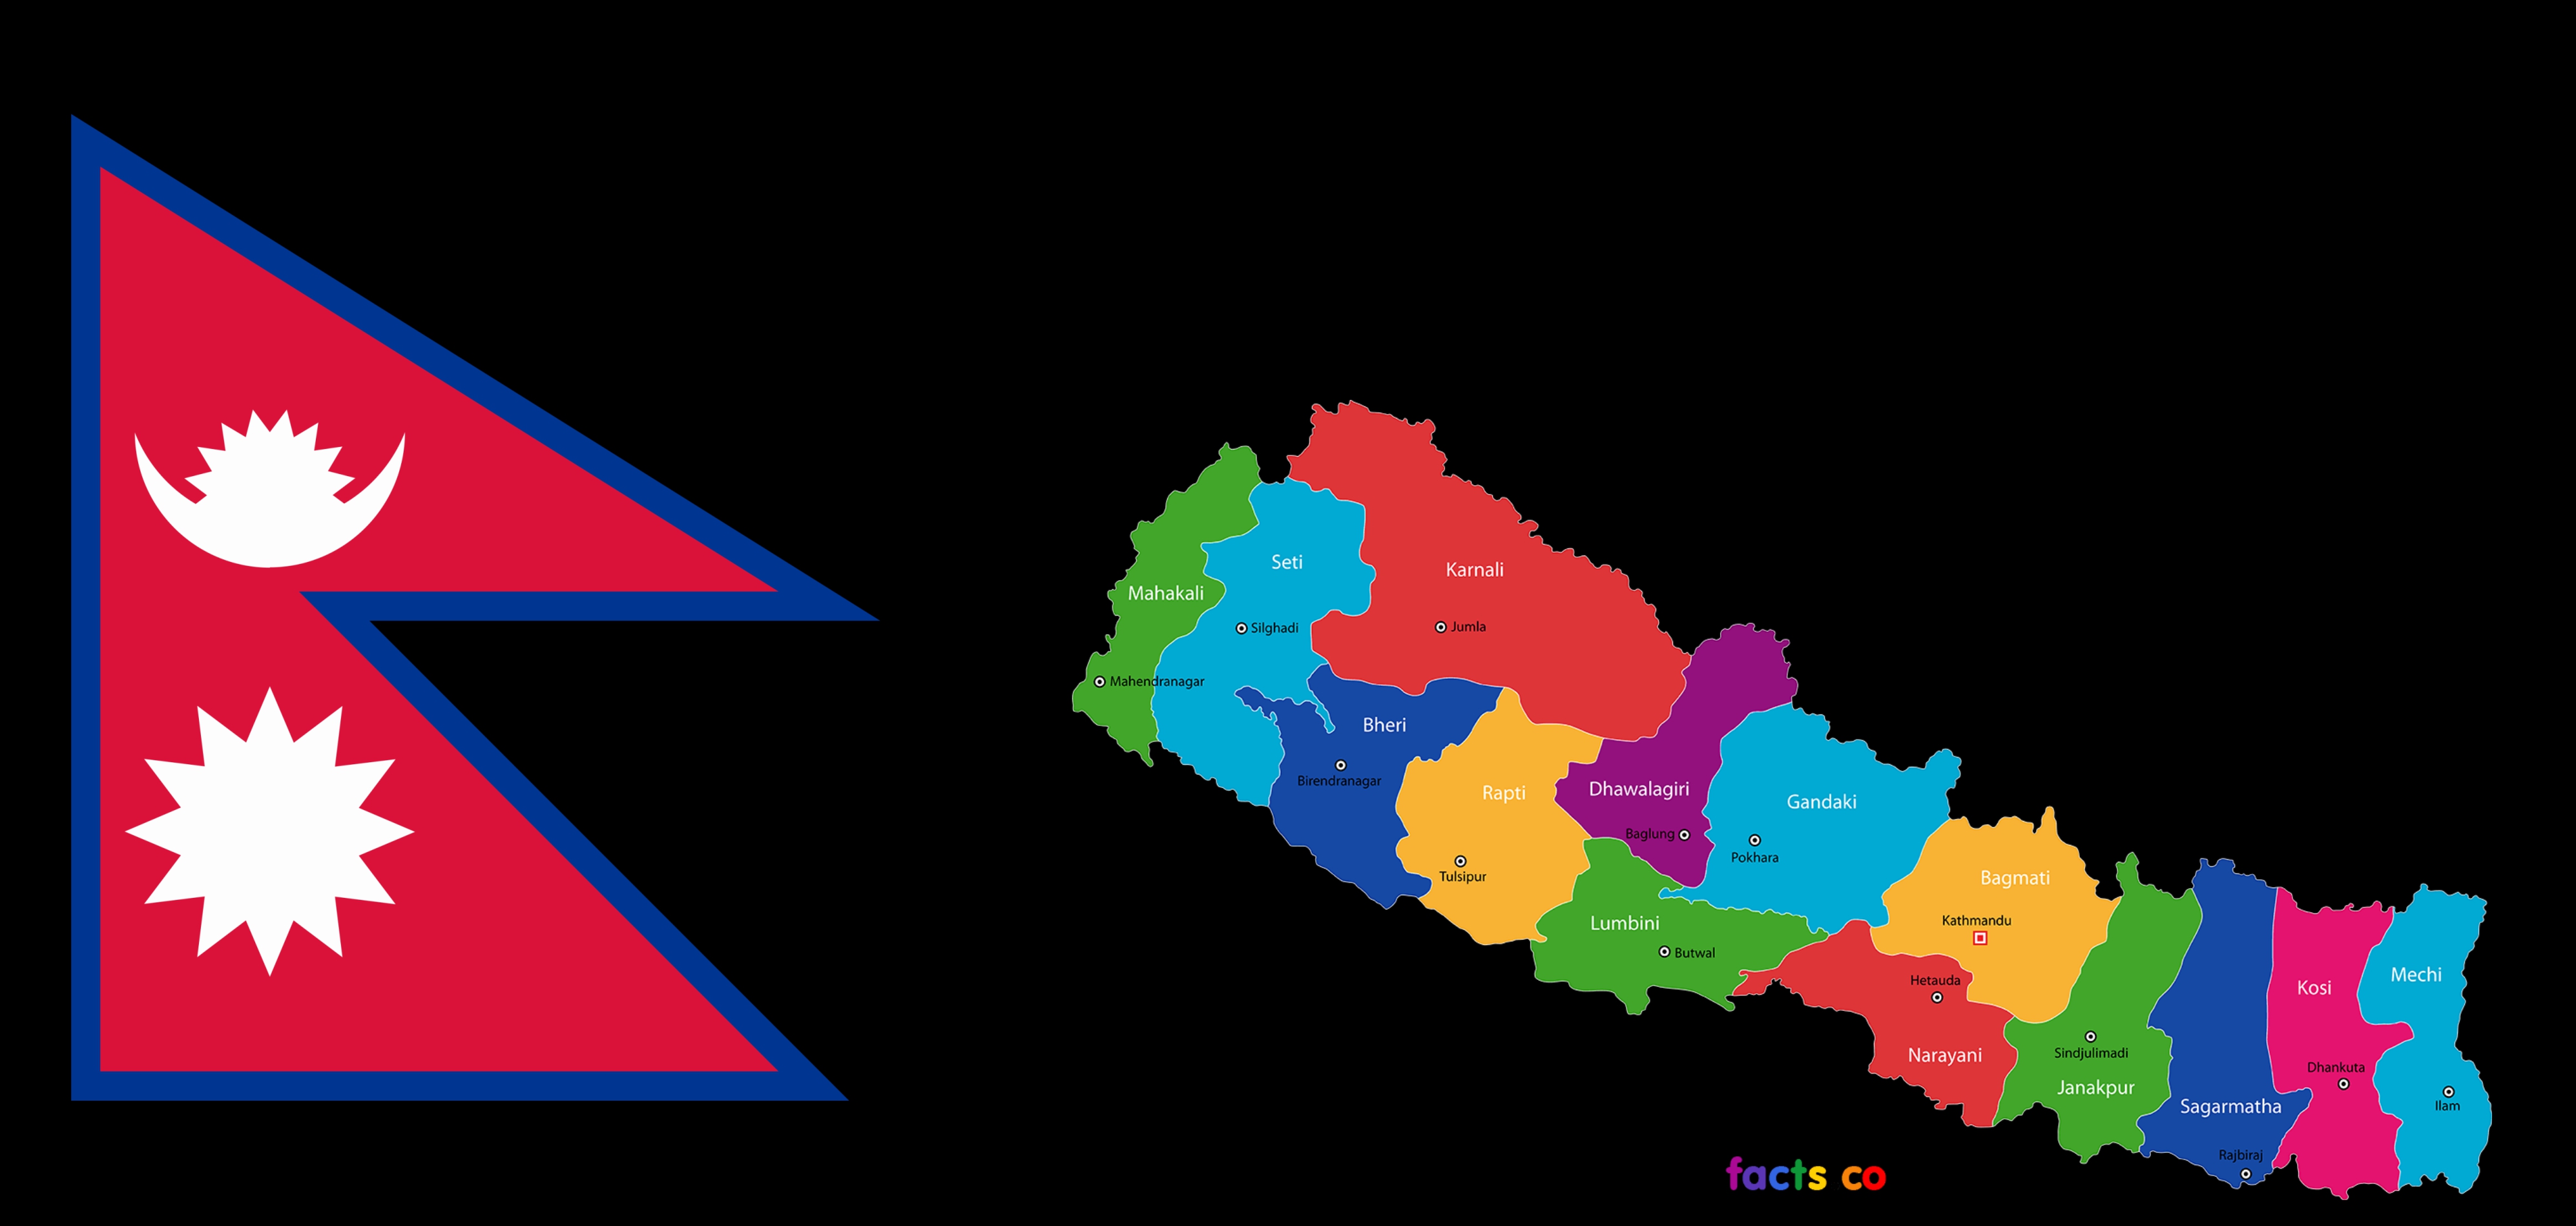 Seti
Karnali
Mahakali
Silghadi
Jumla
Mahendranagar
Bheri
Birendranagar
Rapti
Dhawalagiri
Gandaki
Baglung
Pokhara
Tulsipur
Bagmati
Lumbini
Kathmandu
Butwal
Hetauda
Mechi
Kosi
Sindjulimadi
Narayani
Dhankuta
Janakpur
Sagarmatha
Ilam
Rajbiraj
facts co